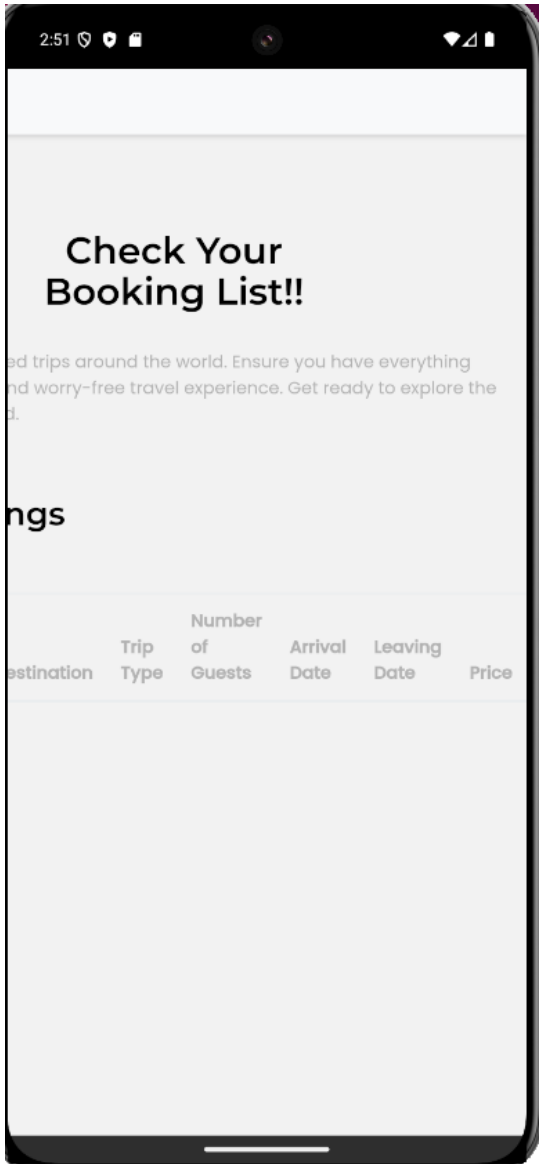 2:51
Check Your
Booking List!!
ed trips around the world. Ensure you have everything
nd worry-free travel experience. Get ready to explore the
d.
ngs
estination Trip Type Number of Guests Arrival Date Leaving Date Price